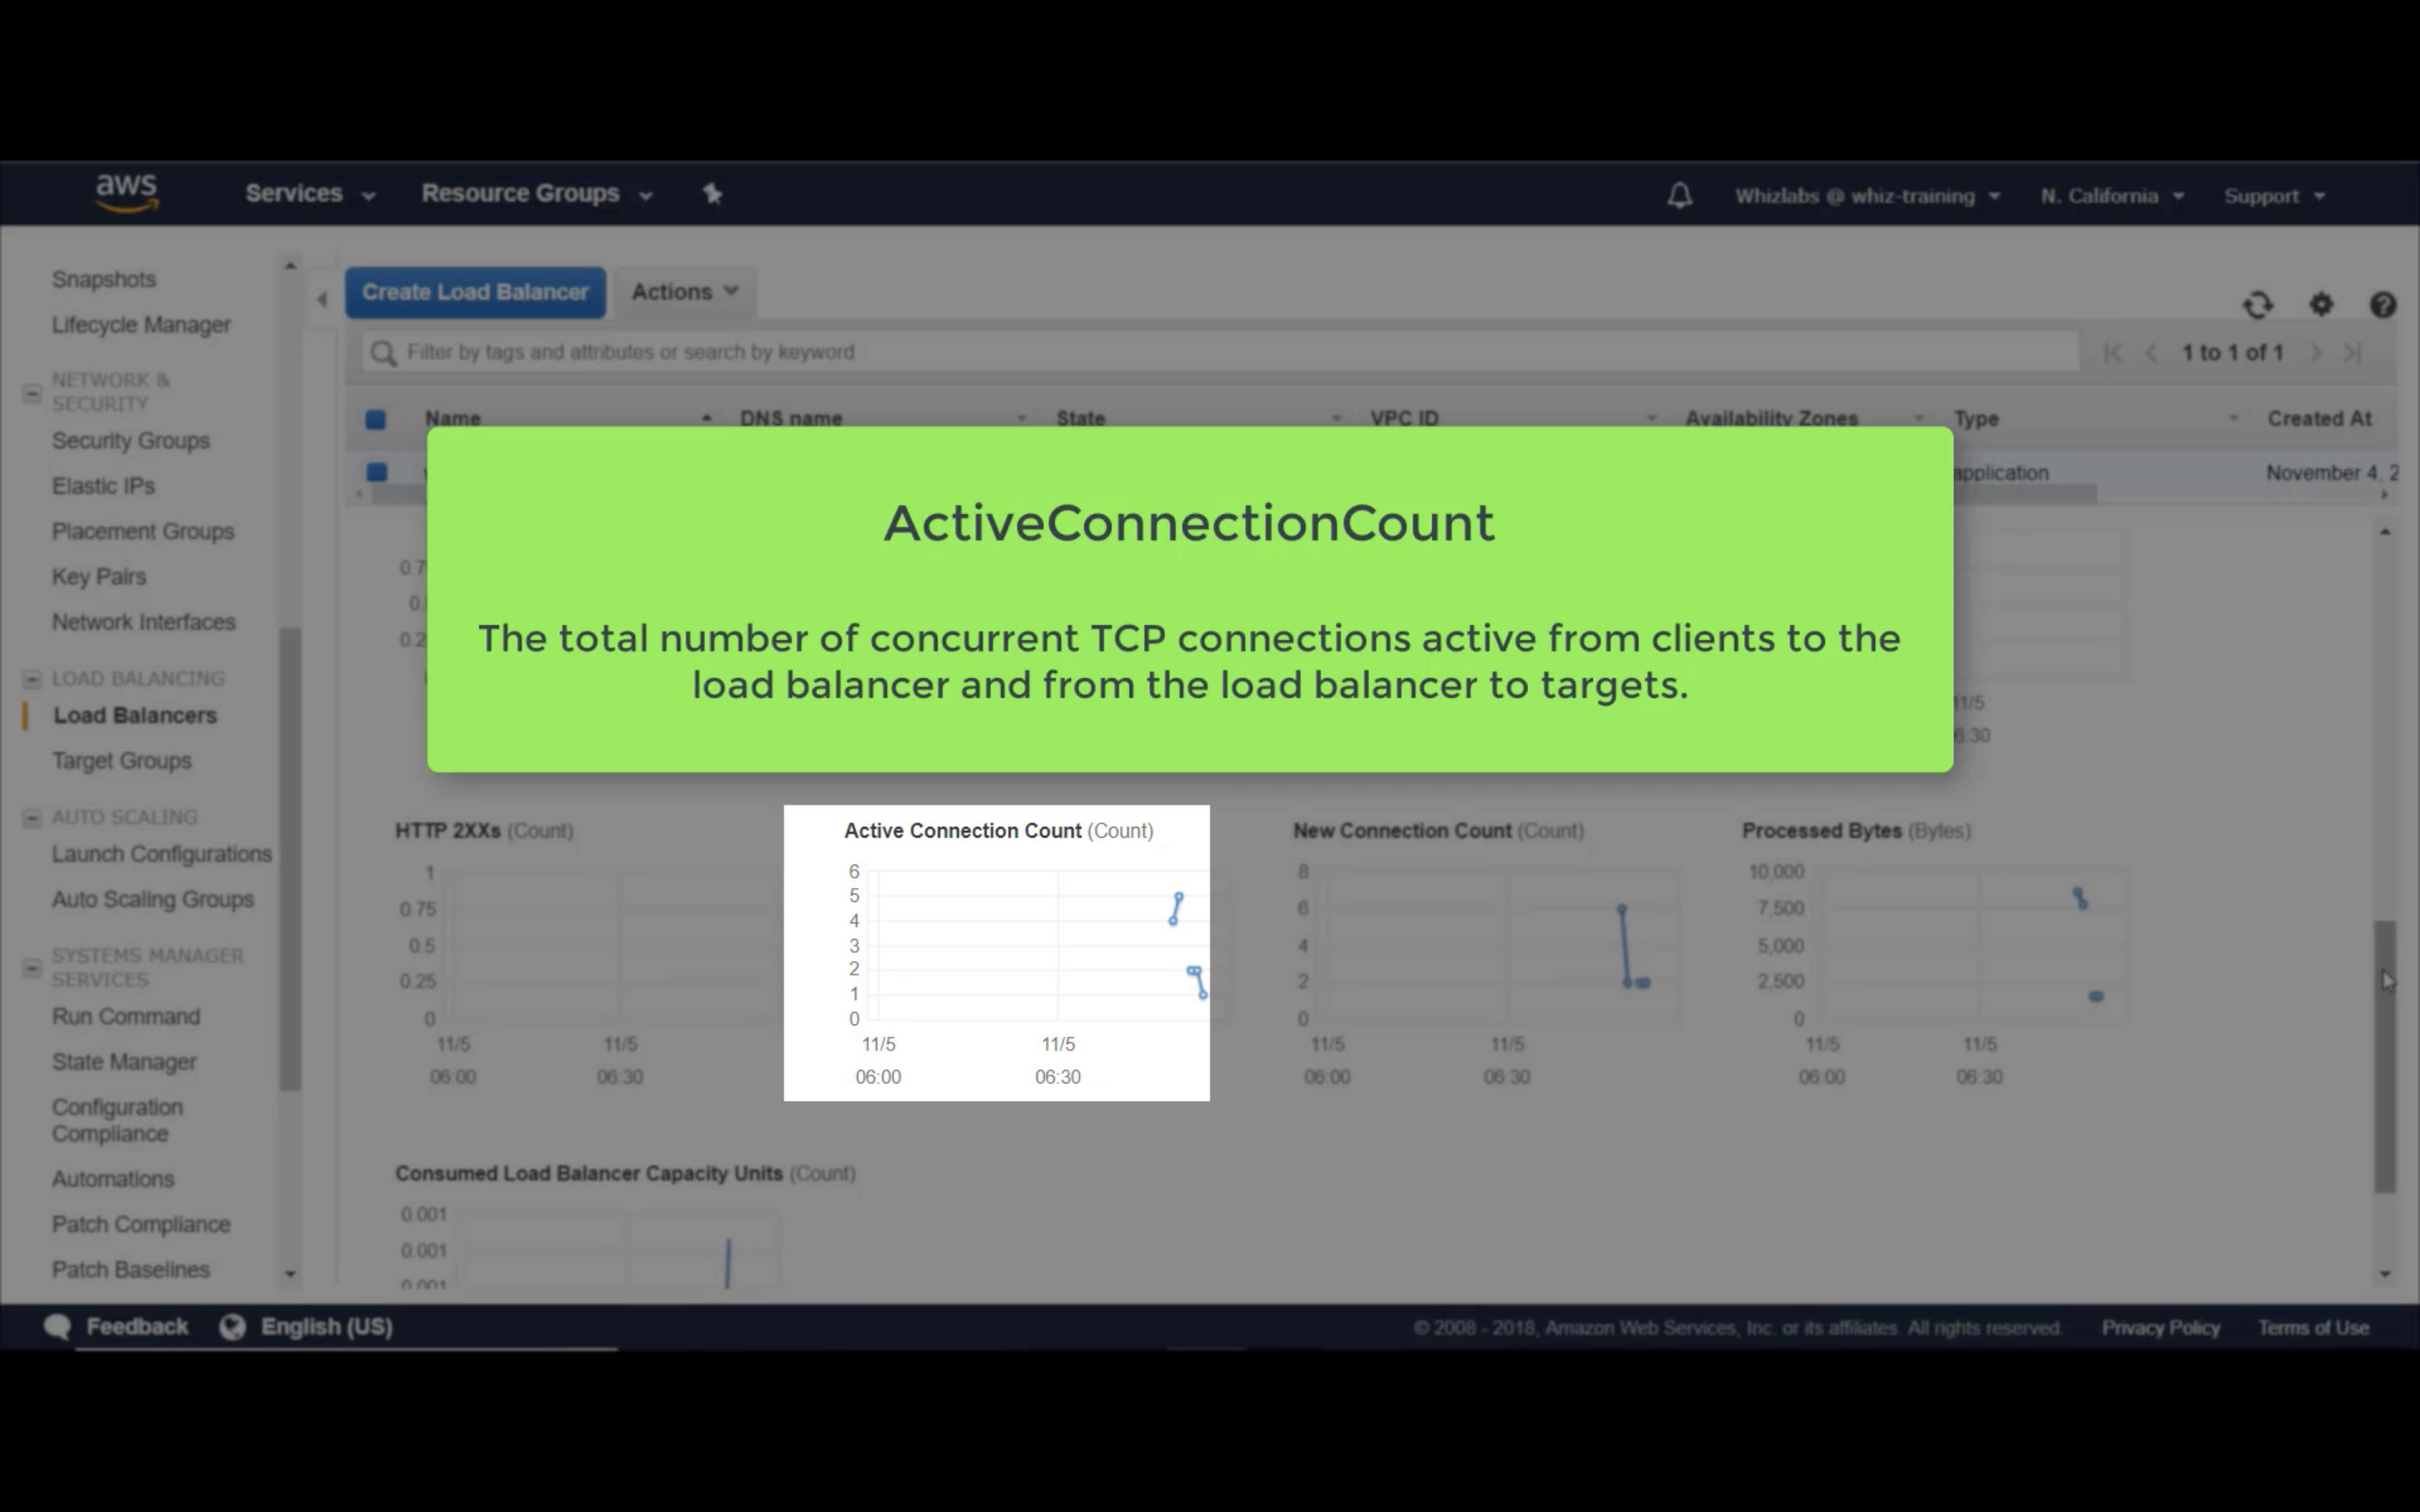 aws
Services
Resource Groups
Whizlabs @ whiz-training
N. California
Support
Snapshots
Lifecycle Manager
NETWORK &
SECURITY
Security Groups
Elastic IPs
Placement Groups
Key Pairs
Network Interfaces
LOAD BALANCING
Load Balancers
Target Groups
AUTO SCALING
Launch Configurations
Auto Scaling Groups
SYSTEMS MANAGER
SERVICES
Run Command
State Manager
Configuration
Compliance
Automations
Patch Compliance
Patch Baselines
Create Load Balancer
Actions
Filter by tags and attributes or search by keyword
1 to 1 of 1
Name
DNS name
State
VPC ID
Availability Zones
Type
Created At
application
November 4, 2
ActiveConnectionCount
The total number of concurrent TCP connections active from clients to the
load balancer and from the load balancer to targets.
11/5
6:30
HTTP 2XXs (Count)
1
0.75
0.5
0.25
0
11/5
11/5
06:00
06:30
Active Connection Count (Count)
6
5
4
3
2
1
0
11/5
11/5
06:00
06:30
New Connection Count (Count)
8
6
4
2
0
11/5
11/5
06:00
06:30
Processed Bytes (Bytes)
10,000
7,500
5,000
2,500
0
11/5
11/5
06:00
06:30
Consumed Load Balancer Capacity Units (Count)
0.001
0.001
0.001
Feedback
English (US)
© 2008 - 2018, Amazon Web Services, Inc. or its affiliates. All rights reserved.
Privacy Policy
Terms of Use